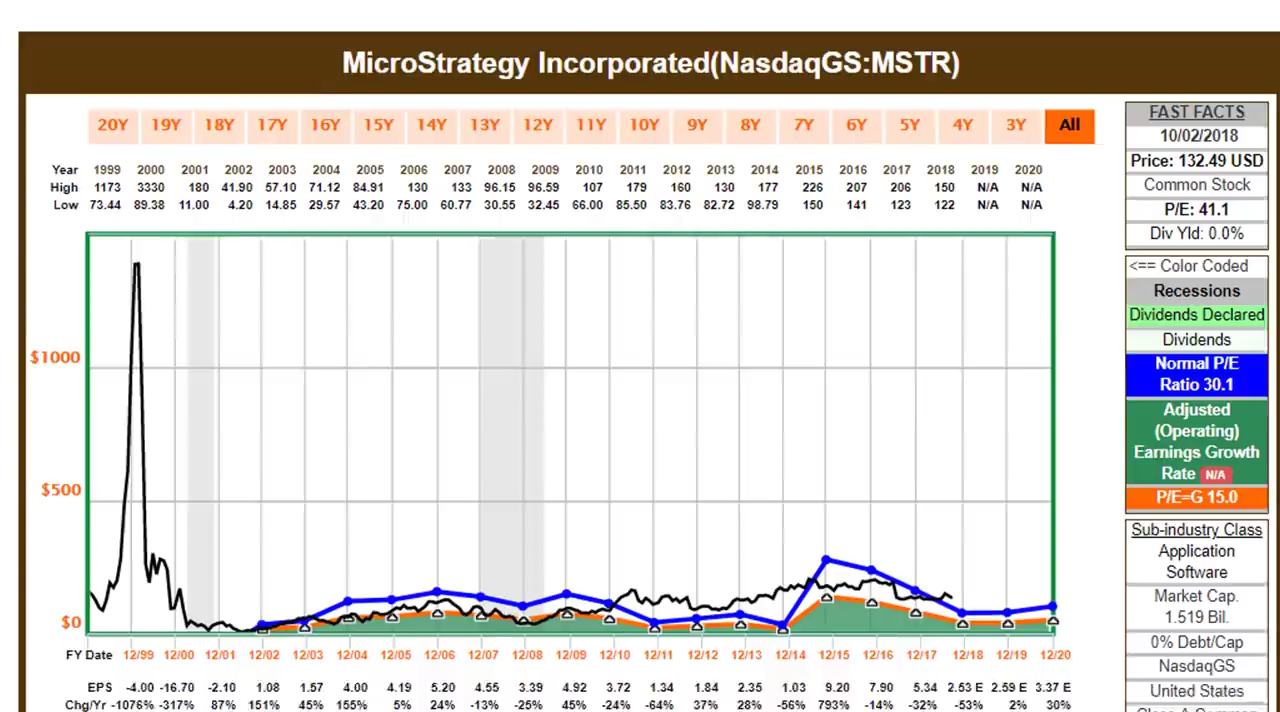 MicroStrategy Incorporated(NasdaqGS:MSTR)
20Y 19Y 18Y 17Y 16Y 15Y 14Y 13Y 12Y 11Y 10Y 9Y 8Y 7Y 6Y 5Y 4Y 3Y All
Year 1999 2000 2001 2002 2003 2004 2005 2006 2007 2008 2009 2010 2011 2012 2013 2014 2015 2016 2017 2018 2019 2020
High 1173 3330 180 41.90 57.10 71.12 84.91 130 133 96.15 96.59 107 179 160 130 177 226 207 206 150 N/A N/A
Low 73.44 89.38 11.00 4.20 14.85 29.57 43.20 75.00 60.77 30.55 32.45 66.00 85.50 83.76 82.72 98.79 150 141 123 122 N/A N/A
$1000
$500
$0
FY Date 12/99 12/00 12/01 12/02 12/03 12/04 12/05 12/06 12/07 12/08 12/09 12/10 12/11 12/12 12/13 12/14 12/15 12/16 12/17 12/18 12/19 12/20
EPS -4.00 -16.70 -2.10 1.08 1.57 4.00 4.19 5.20 4.55 3.39 4.92 3.72 1.34 1.84 2.35 1.03 9.20 7.90 5.34 2.53 E 2.59 E 3.37 E
Chg/Yr -1076% -317% 87% 151% 45% 155% 5% 24% -13% -25% 45% -24% -64% 37% 28% -56% 793% -14% -32% -53% 2% 30%
FAST FACTS
10/02/2018
Price: 132.49 USD
Common Stock
P/E: 41.1
Div Yld: 0.0%
<== Color Coded
Recessions
Dividends Declared
Dividends
Normal P/E
Ratio 30.1
Adjusted
(Operating)
Earnings Growth
Rate N/A
P/E=G 15.0
Sub-industry Class
Application
Software
Market Cap.
1.519 Bil.
0% Debt/Cap
NasdaqGS
United States
Class A Common